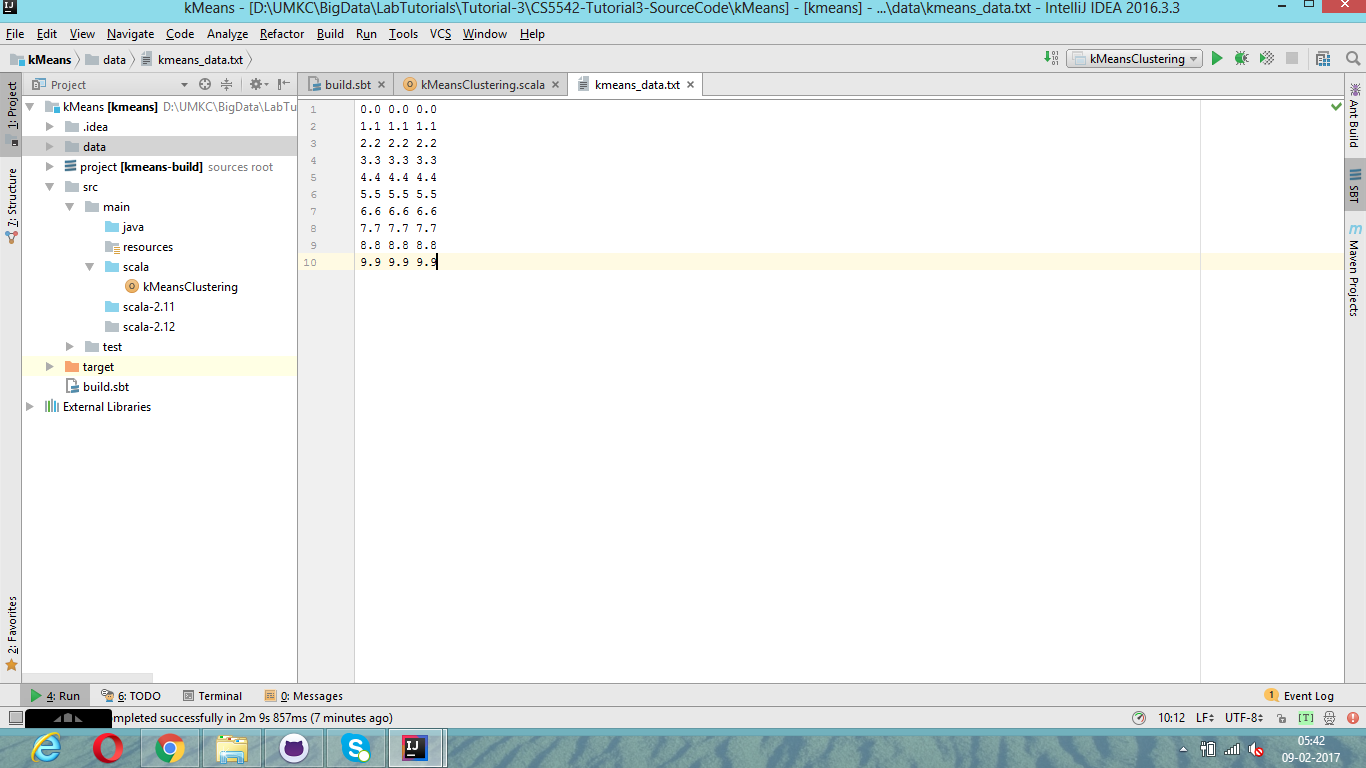 kMeans - [D:\UMKC\BigData\LabTutorials\Tutorial-3\CS5542-Tutorial3-SourceCode\kMeans] - [kmeans] - ...\data\kmeans_data.txt - IntelliJ IDEA 2016.3.3
File Edit View Navigate Code Analyze Refactor Build Run Tools VCS Window Help
kMeans data kmeans_data.txt kMeansClustering
Project build.sbt kMeansClustering.scala kmeans_data.txt
1: Project
7: Structure
2: Favorites
kMeans [kmeans] D:\UMKC\BigData\LabTu
.idea
data
project [kmeans-build] sources root
src
main
java
resources
scala
kMeansClustering
scala-2.11
scala-2.12
test
target
build.sbt
External Libraries
1 0.0 0.0 0.0
2 1.1 1.1 1.1
3 2.2 2.2 2.2
4 3.3 3.3 3.3
5 4.4 4.4 4.4
6 5.5 5.5 5.5
7 6.6 6.6 6.6
8 7.7 7.7 7.7
9 8.8 8.8 8.8
10 9.9 9.9 9.9
Ant Build
SBT
Maven Projects
4: Run 6: TODO Terminal 0: Messages 1 Event Log
mpleted successfully in 2m 9s 857ms (7 minutes ago) 10:12 LF UTF-8 [T]
05:42
09-02-2017